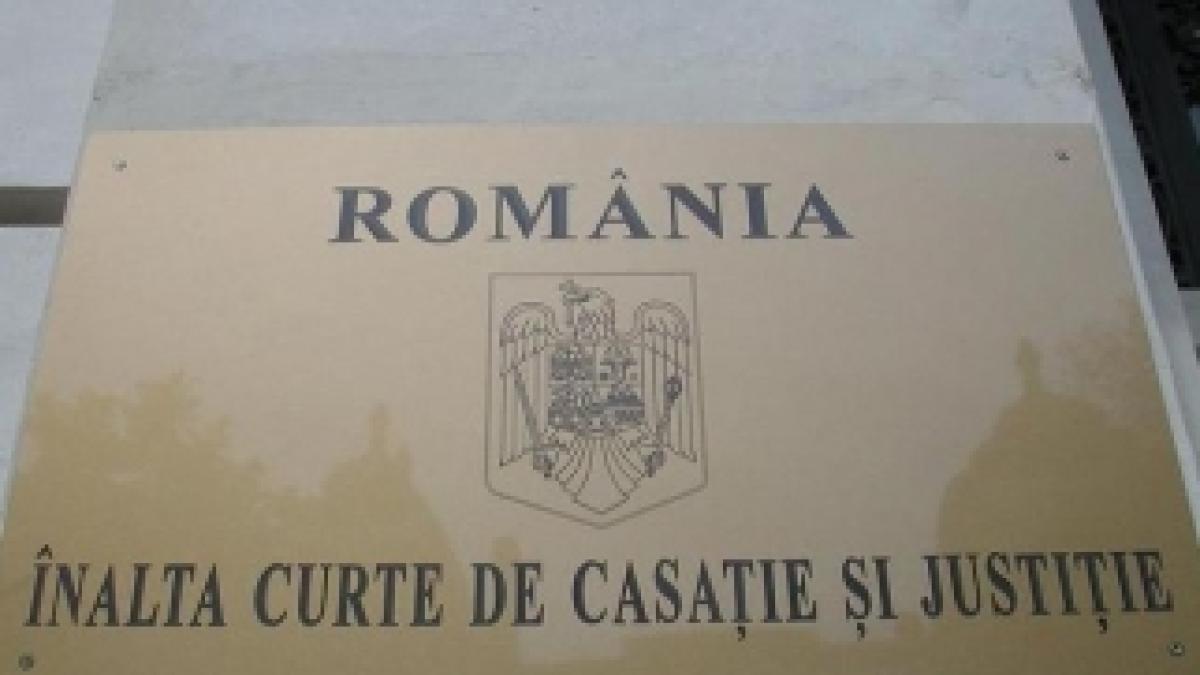 ROMÂNIA
ÎNALTA CURTE DE CASAȚIE ȘI JUSTIȚIE